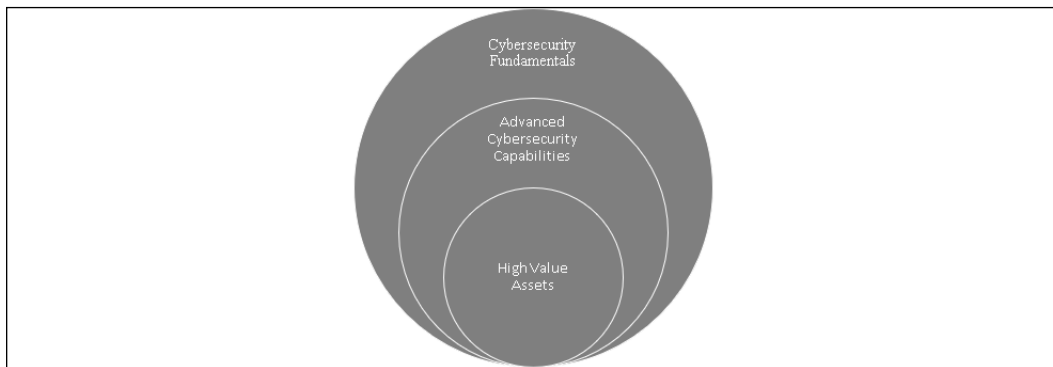 Cybersecurity
Fundamentals
Advanced
Cybersecurity
Capabilities
High Value
Assets